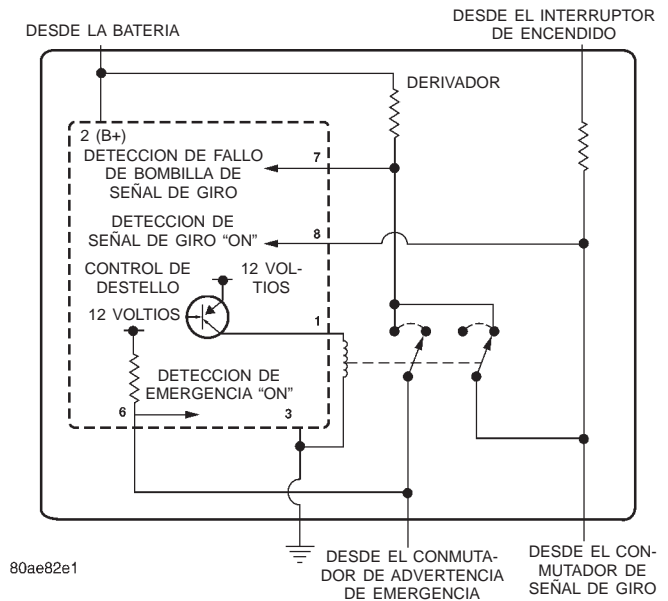 DESDE LA BATERIA
DESDE EL INTERRUPTOR
DE ENCENDIDO
DERIVADOR
2 (B+)
DETECCION DE FALLO
DE BOMBILLA DE
SEÑAL DE GIRO
7
DETECCION DE
SEÑAL DE GIRO “ON”
8
CONTROL DE
DESTELLO
12 VOL-
TIOS
12 VOLTIOS
1
DETECCION DE
EMERGENCIA “ON”
6
3
80ae82e1
DESDE EL CONMUTA-
DOR DE ADVERTENCIA
DE EMERGENCIA
DESDE EL CON-
MUTADOR DE
SEÑAL DE GIRO